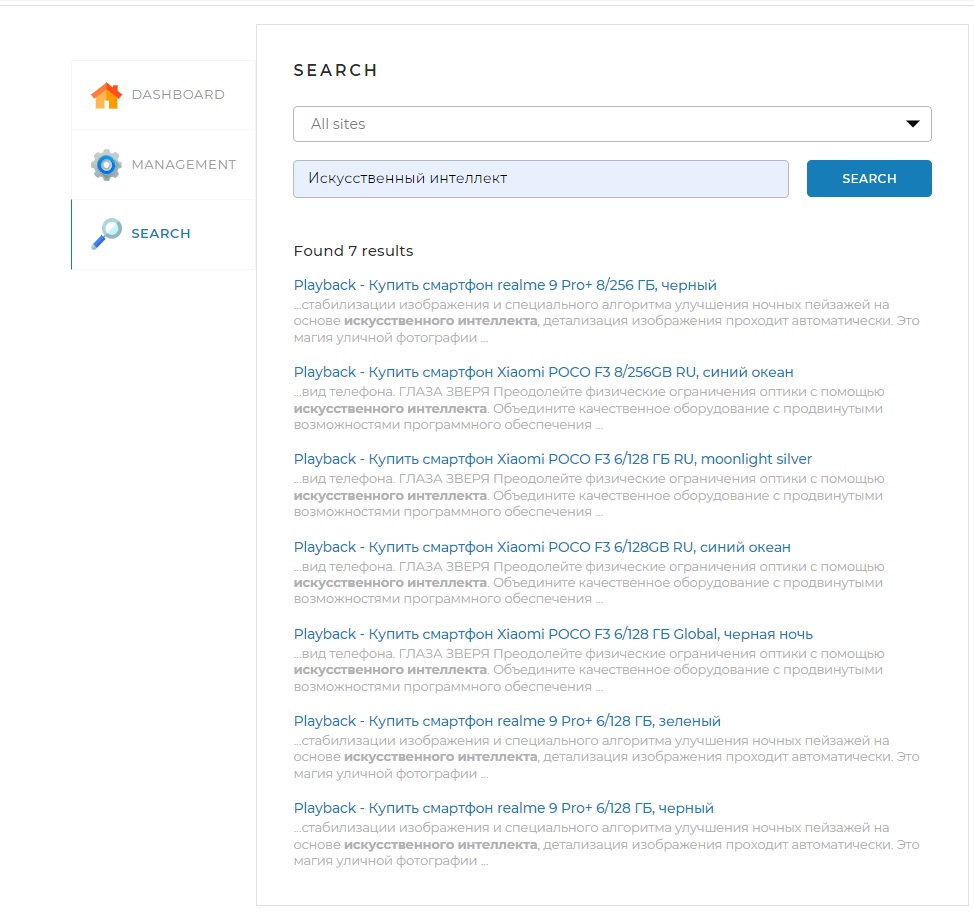 DASHBOARD
MANAGEMENT
SEARCH
SEARCH
All sites
Искусственный интеллект
SEARCH
Found 7 results
Playback - Купить смартфон realme 9 Pro+ 8/256 ГБ, черный
...стабилизации изображения и специального алгоритма улучшения ночных пейзажей на
основе искусственного интеллекта, детализация изображения проходит автоматически. Это
магия уличной фотографии ...
Playback - Купить смартфон Xiaomi POCO F3 8/256GB RU, синий океан
...вид телефона. ГЛАЗА ЗВЕРЯ Преодолейте физические ограничения оптики с помощью
искусственного интеллекта. Объедините качественное оборудование с продвинутыми
возможностями программного обеспечения ...
Playback - Купить смартфон Xiaomi POCO F3 6/128 ГБ RU, moonlight silver
...вид телефона. ГЛАЗА ЗВЕРЯ Преодолейте физические ограничения оптики с помощью
искусственного интеллекта. Объедините качественное оборудование с продвинутыми
возможностями программного обеспечения ...
Playback - Купить смартфон Xiaomi POCO F3 6/128GB RU, синий океан
...вид телефона. ГЛАЗА ЗВЕРЯ Преодолейте физические ограничения оптики с помощью
искусственного интеллекта. Объедините качественное оборудование с продвинутыми
возможностями программного обеспечения ...
Playback - Купить смартфон Xiaomi POCO F3 6/128 ГБ Global, черная ночь
...вид телефона. ГЛАЗА ЗВЕРЯ Преодолейте физические ограничения оптики с помощью
искусственного интеллекта. Объедините качественное оборудование с продвинутыми
возможностями программного обеспечения ...
Playback - Купить смартфон realme 9 Pro+ 6/128 ГБ, зеленый
...стабилизации изображения и специального алгоритма улучшения ночных пейзажей на
основе искусственного интеллекта, детализация изображения проходит автоматически. Это
магия уличной фотографии ...
Playback - Купить смартфон realme 9 Pro+ 6/128 ГБ, черный
...стабилизации изображения и специального алгоритма улучшения ночных пейзажей на
основе искусственного интеллекта, детализация изображения проходит автоматически. Это
магия уличной фотографии ...